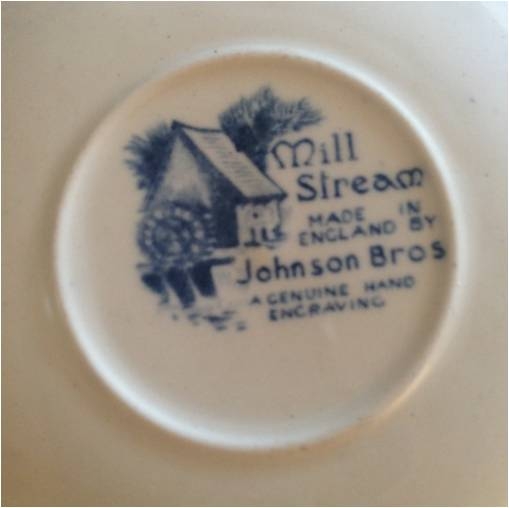 Mill
Stream
MADE IN
ENGLAND BY
Johnson Bros
A GENUINE HAND
ENGRAVING